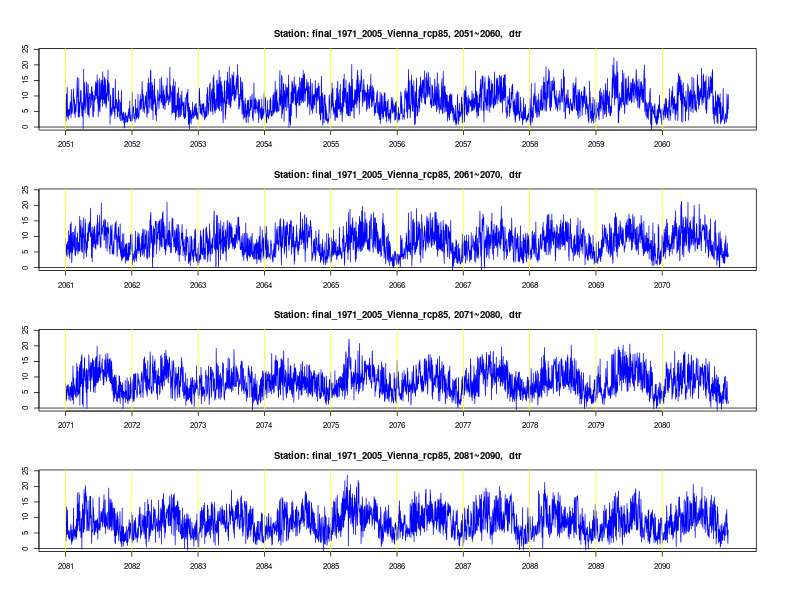 Station: final_1971_2005_Vienna_rcp85, 2051~2060, dtr
0 5 10 15 20 25
2051 2052 2053 2054 2055 2056 2057 2058 2059 2060
Station: final_1971_2005_Vienna_rcp85, 2061~2070, dtr
0 5 10 15 20 25
2061 2062 2063 2064 2065 2066 2067 2068 2069 2070
Station: final_1971_2005_Vienna_rcp85, 2071~2080, dtr
0 5 10 15 20 25
2071 2072 2073 2074 2075 2076 2077 2078 2079 2080
Station: final_1971_2005_Vienna_rcp85, 2081~2090, dtr
0 5 10 15 20 25
2081 2082 2083 2084 2085 2086 2087 2088 2089 2090